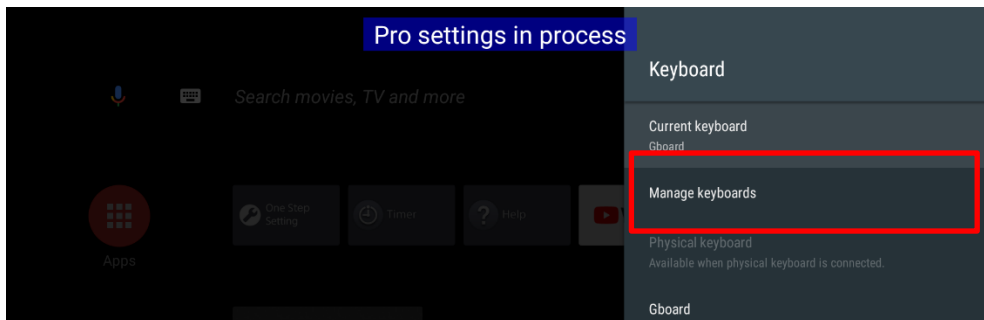 Pro settings in process
Keyboard
Search movies, TV and more
Current keyboard
Gboard
Manage keyboards
One Step
Setting
Timer
Help
Physical keyboard
Available when physical keyboard is connected.
Apps
Gboard